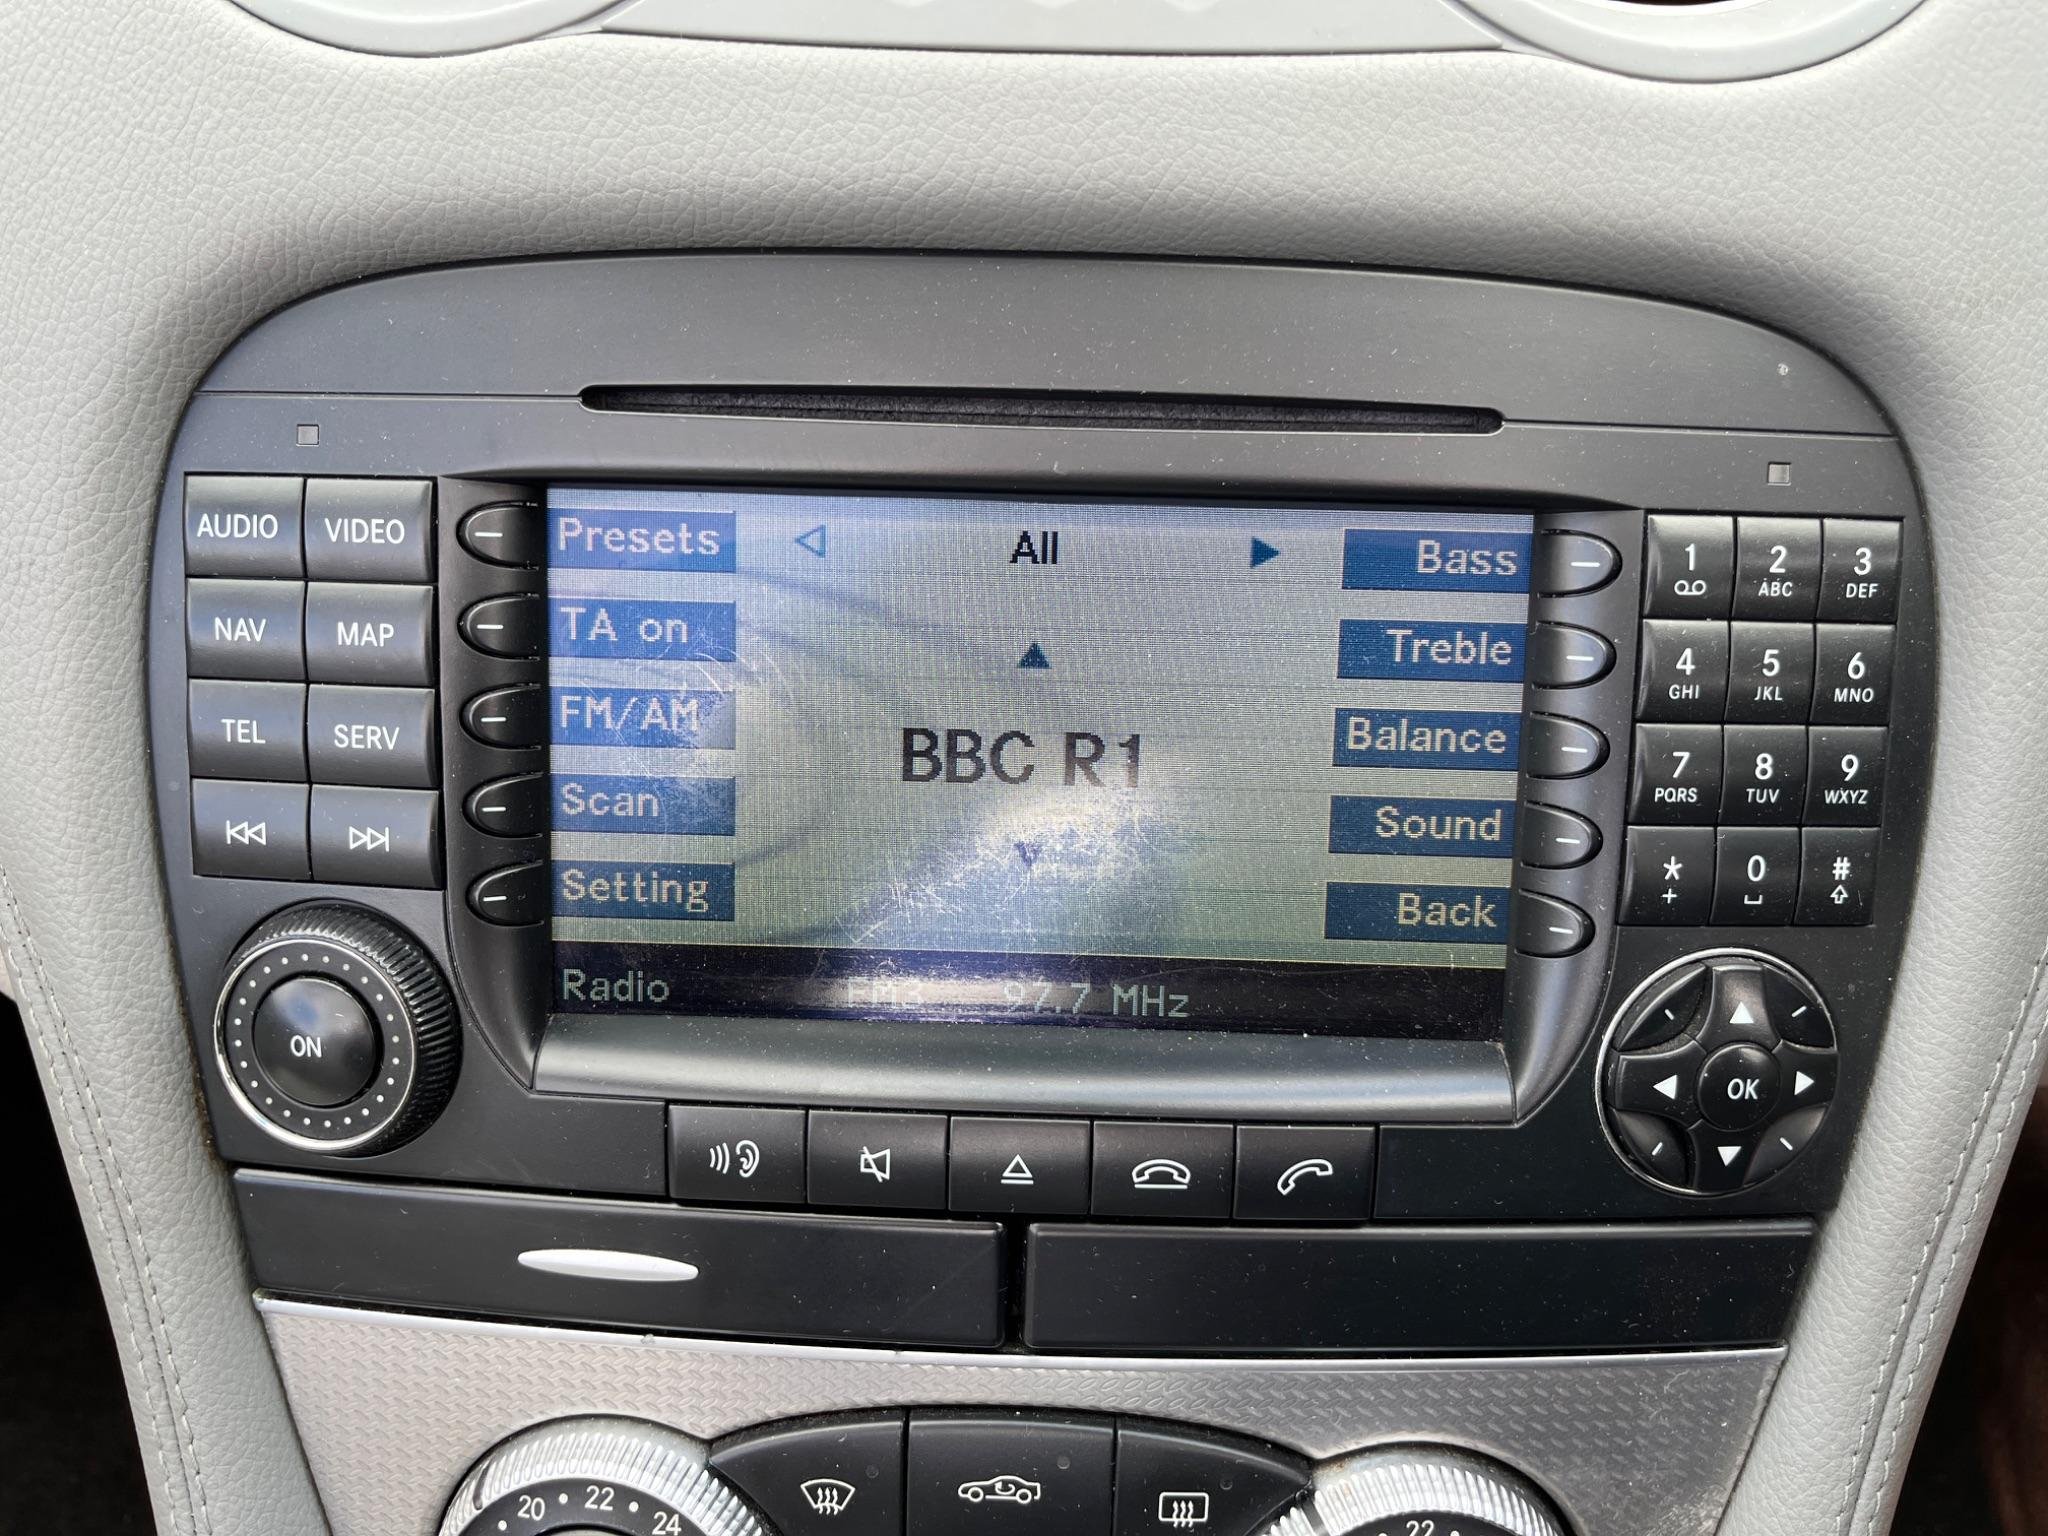 AUDIO VIDEO
NAV MAP
TEL SERV
ON
Presets
TA on
FM/AM
Scan
Setting
All
BBC R1
Bass
Treble
Balance
Sound
Back
Radio FM3 97.7 MHz
1 2 ABC 3 DEF
4 GHI 5 JKL 6 MNO
7 PQRS 8 TUV 9 WXYZ
* + 0 #
OK
20 • 22 • 24
22